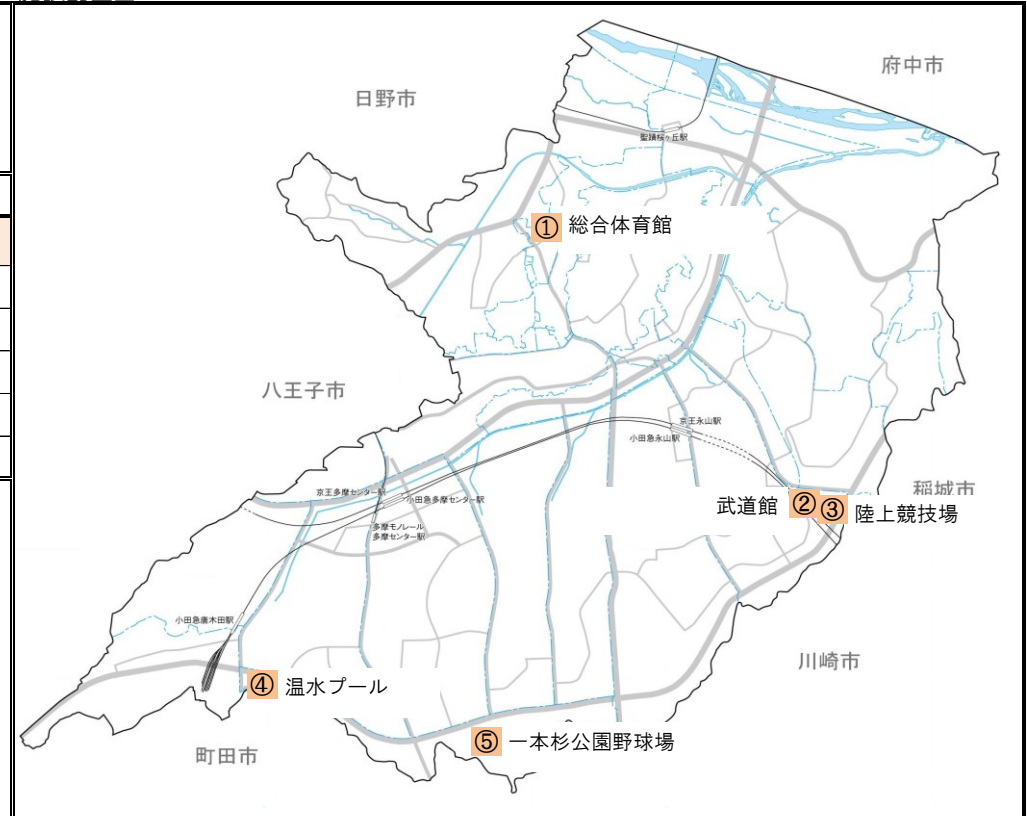 府中市
日野市
聖蹟桜ヶ丘駅
① 総合体育館
八王子市
京王永山駅
小田急永山駅
京王多摩センター駅
小田急多摩センター駅
多摩モノレール
多摩センター駅
稲城市
武道館 ② ③ 陸上競技場
小田急唐木田駅
川崎市
④ 温水プール
⑤ 一本杉公園野球場
町田市